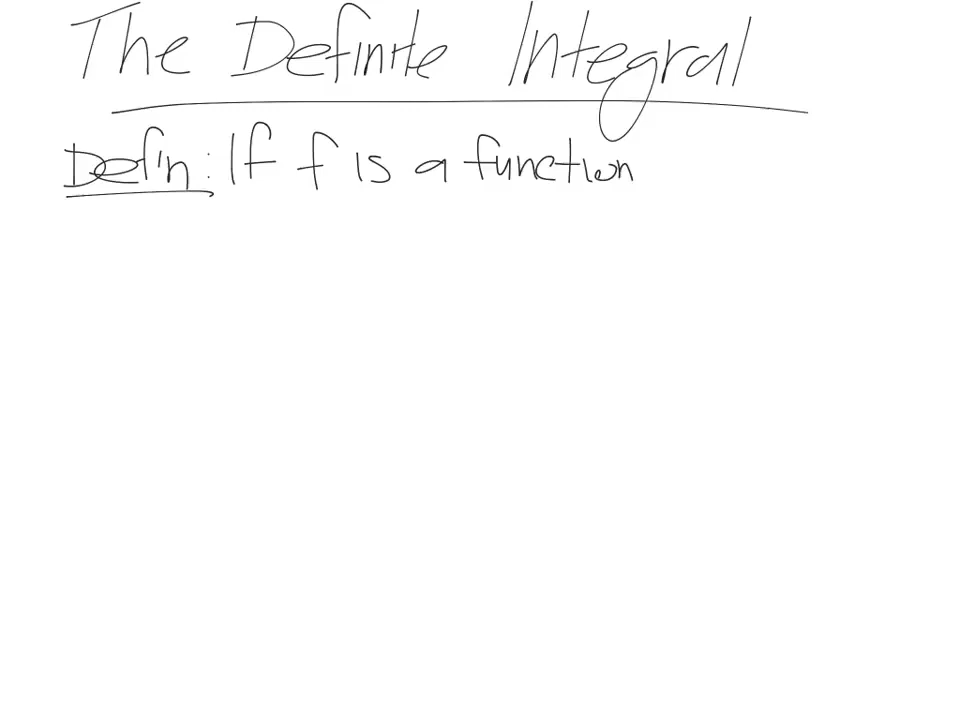 The Definite Integral
Def'n: If f is a function